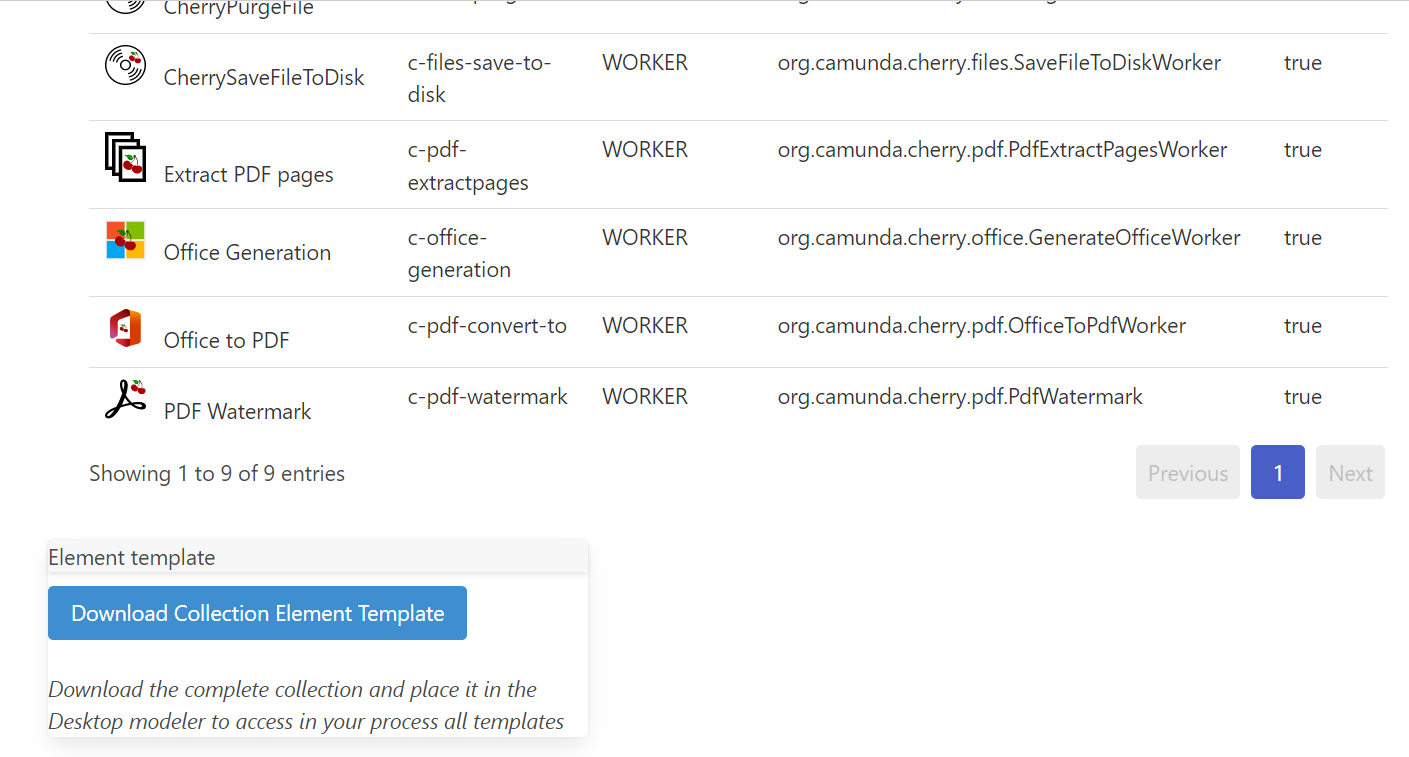 CherryPurgeFile
CherrySaveFileToDisk c-files-save-to-disk WORKER org.camunda.cherry.files.SaveFileToDiskWorker true
Extract PDF pages c-pdf-extractpages WORKER org.camunda.cherry.pdf.PdfExtractPagesWorker true
Office Generation c-office-generation WORKER org.camunda.cherry.office.GenerateOfficeWorker true
Office to PDF c-pdf-convert-to WORKER org.camunda.cherry.pdf.OfficeToPdfWorker true
PDF Watermark c-pdf-watermark WORKER org.camunda.cherry.pdf.PdfWatermark true
Showing 1 to 9 of 9 entries Previous 1 Next
Element template
Download Collection Element Template
Download the complete collection and place it in the
Desktop modeler to access in your process all templates